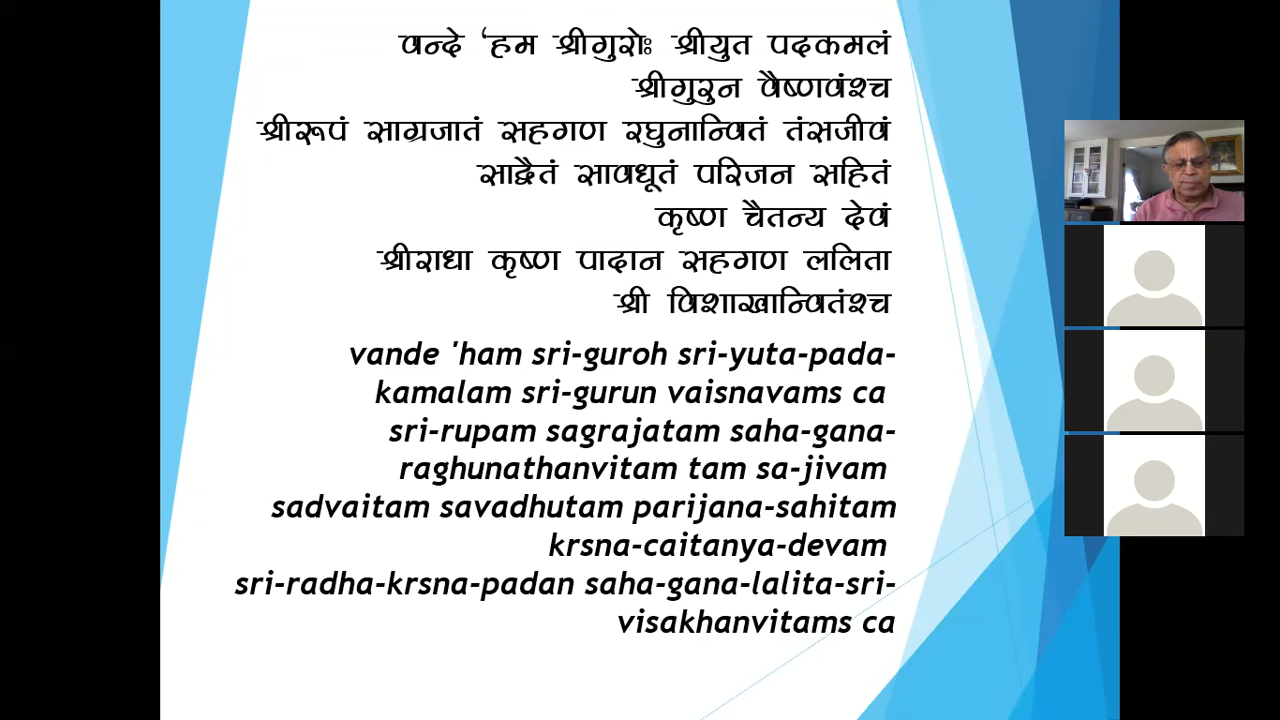 वन्दे ‘हम श्रीगुरोः श्रीयुत पदकमलं
श्रीगुरुन वैष्णवंश्च
श्रीरूपं साग्रजातं सहगण रघुनान्वितं तंसजीवं
साद्वैतं सावधूतं परिजन सहितं
कृष्ण चैतन्य देवं
श्रीराधा कृष्ण पादान सहगण ललिता
श्री विशाखान्वितंश्च
vande 'ham sri-guroh sri-yuta-pada-
kamalam sri-gurun vaisnavams ca
sri-rupam sagrajatam saha-gana-
raghunathanvitam tam sa-jivam
sadvaitam savadhutam parijana-sahitam
krsna-caitanya-devam
sri-radha-krsna-padan saha-gana-lalita-sri-
visakhanvitams ca